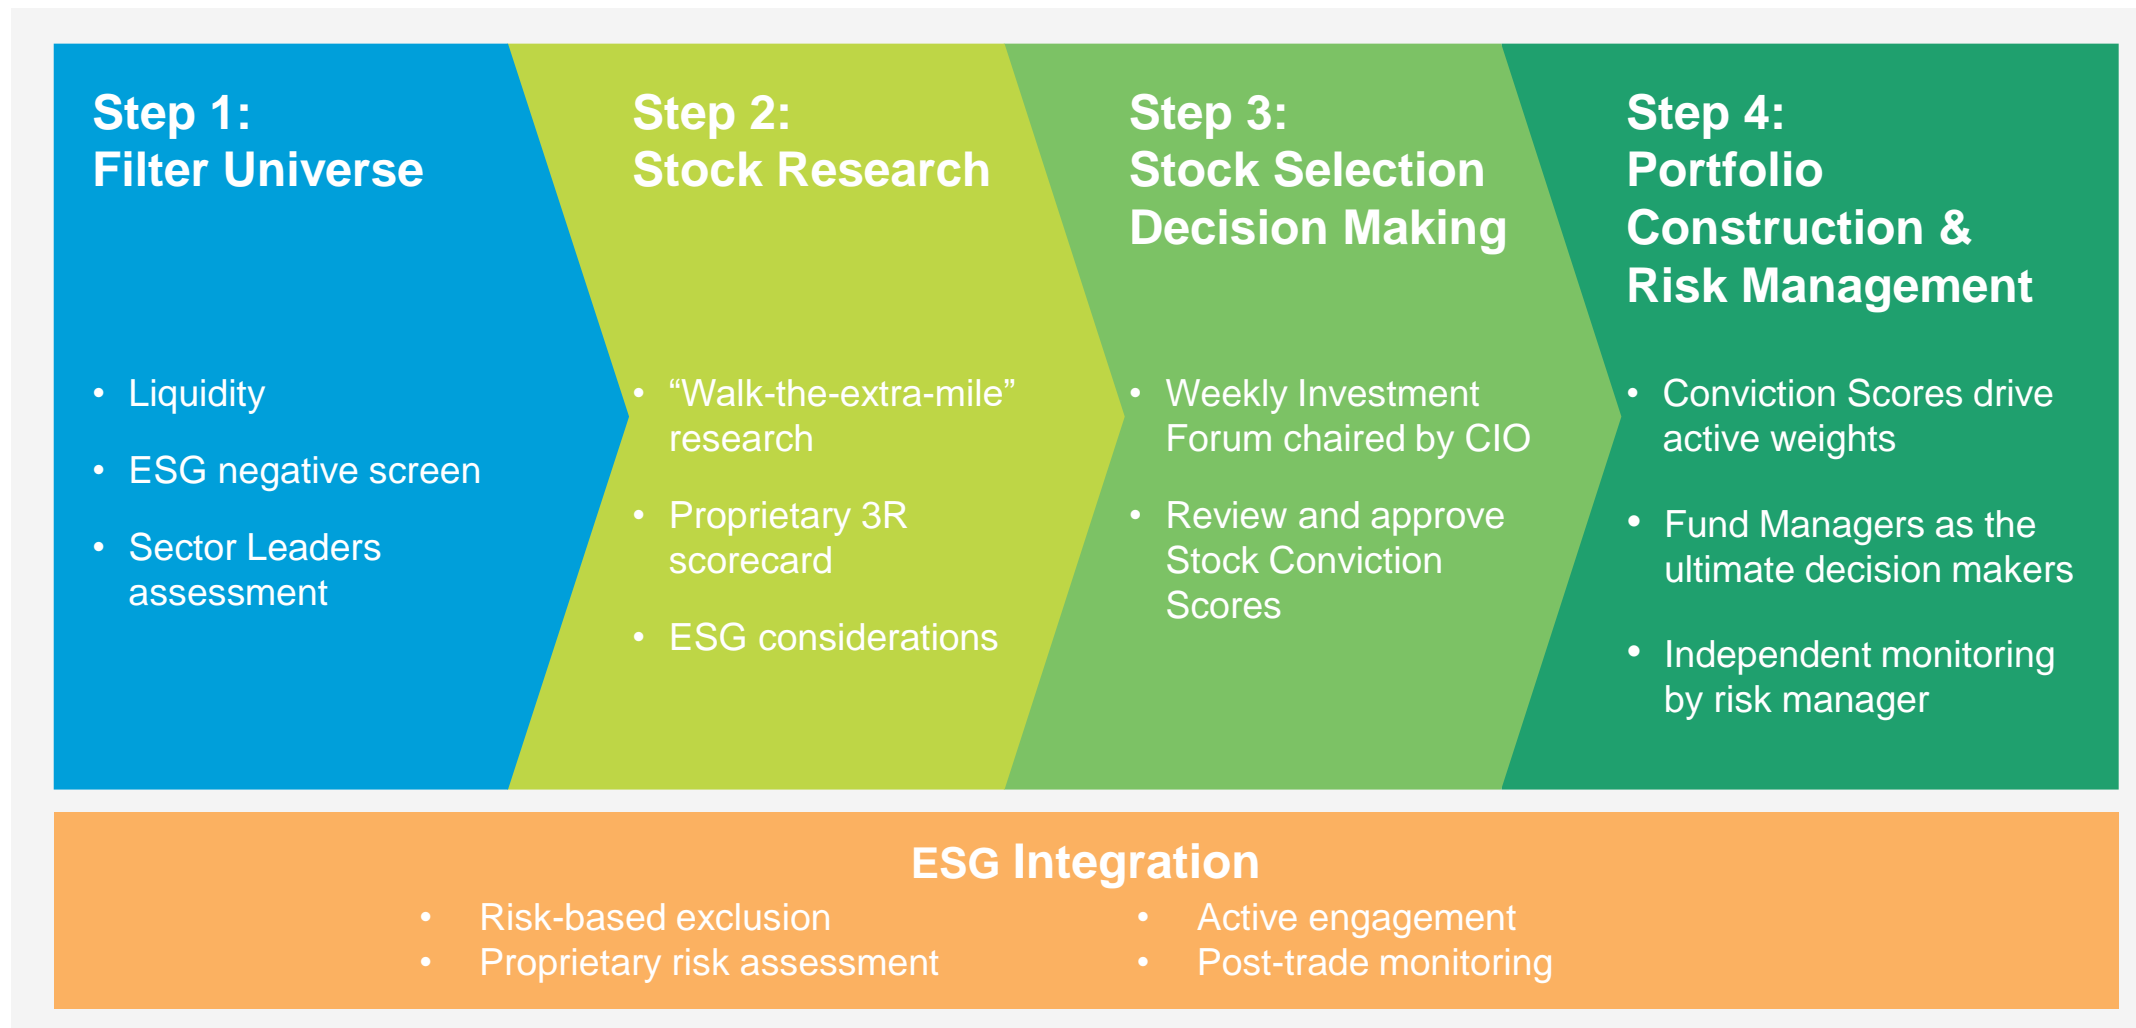 Step 1:
Filter Universe
• Liquidity
• ESG negative screen
• Sector Leaders
assessment
Step 2:
Stock Research
• “Walk-the-extra-mile”
research
• Proprietary 3R
scorecard
• ESG considerations
Step 3:
Stock Selection
Decision Making
• Weekly Investment
Forum chaired by CIO
• Review and approve
Stock Conviction
Scores
Step 4:
Portfolio
Construction &
Risk Management
• Conviction Scores drive
active weights
• Fund Managers as the
ultimate decision makers
• Independent monitoring
by risk manager
ESG Integration
• Risk-based exclusion
• Proprietary risk assessment
• Active engagement
• Post-trade monitoring